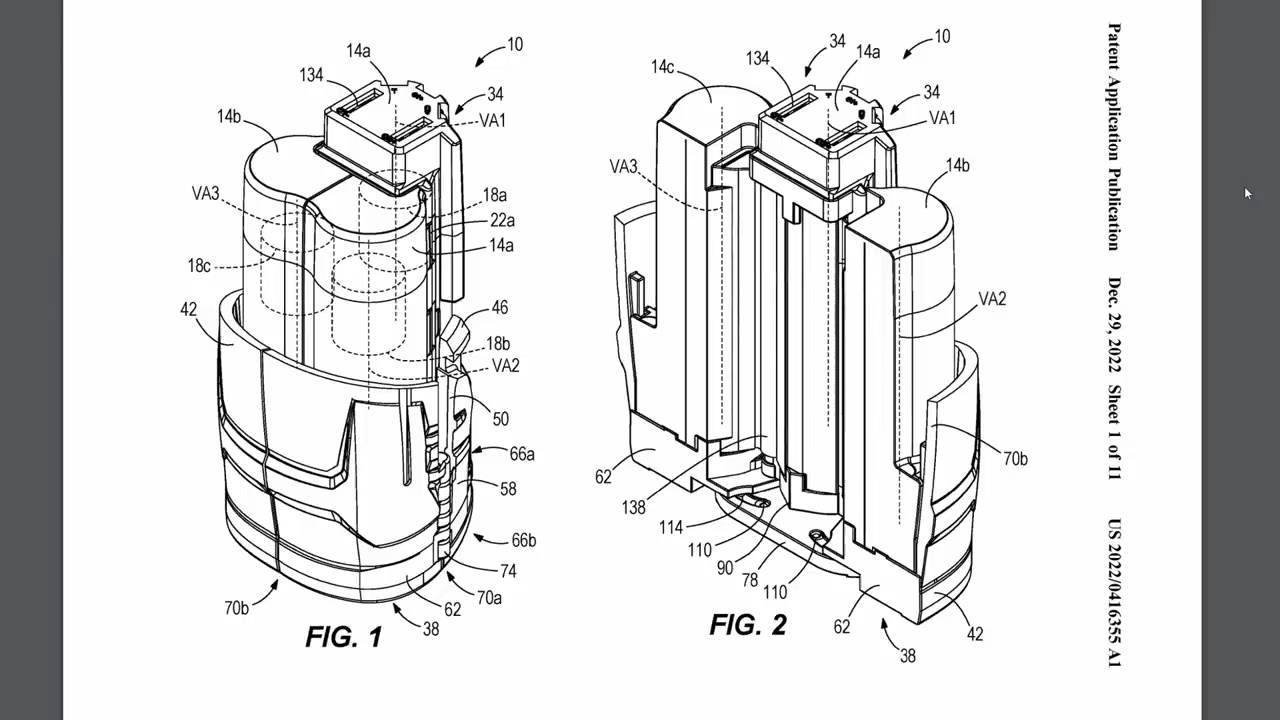 10
14a
134
34
14b
VA1
VA3
18a
22a
14a
18c
42
46
18b
VA2
50
66a
58
66b
74
62
70a
70b
38
FIG. 1
34
10
14a
134
14c
34
VA1
VA3
14b
VA2
70b
62
138
114
110
90
78
110
62
42
38
FIG. 2
Patent Application Publication Dec. 29, 2022 Sheet 1 of 11 US 2022/0416355 A1